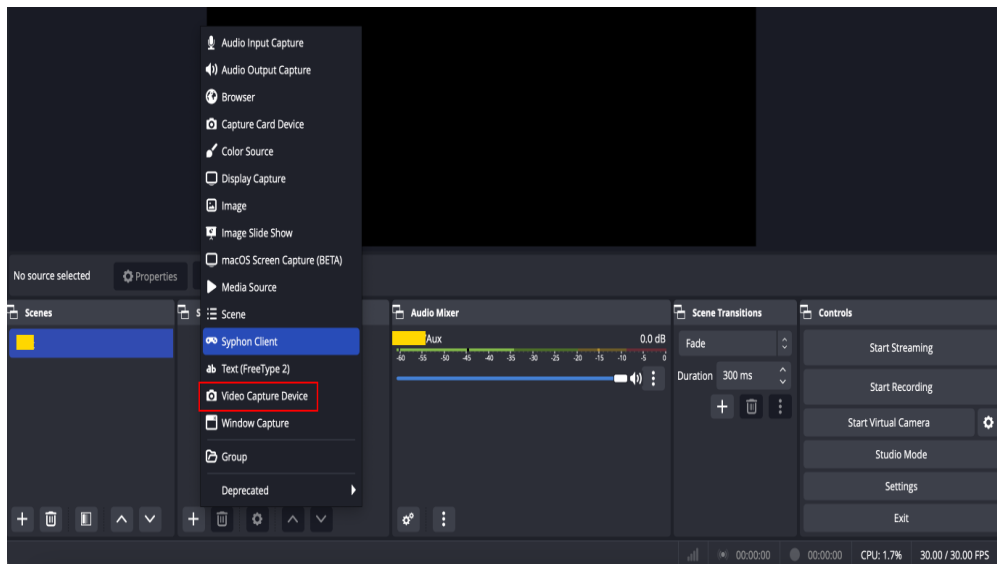 Audio Input Capture
Audio Output Capture
Browser
Capture Card Device
Color Source
Display Capture
Image
Image Slide Show
macOS Screen Capture (BETA)
Media Source
Scene
Syphon Client
Text (FreeType 2)
Video Capture Device
Window Capture
Group
Deprecated
No source selected
Properties
Scenes
S
Audio Mixer
Aux
0.0 dB
-60 -55 -50 -45 -40 -35 -30 -25 -20 -15 -10 -5 0
Scene Transitions
Fade
Duration 300 ms
Controls
Start Streaming
Start Recording
Start Virtual Camera
Studio Mode
Settings
Exit
00:00:00 00:00:00 CPU: 1.7% 30.00 / 30.00 FPS